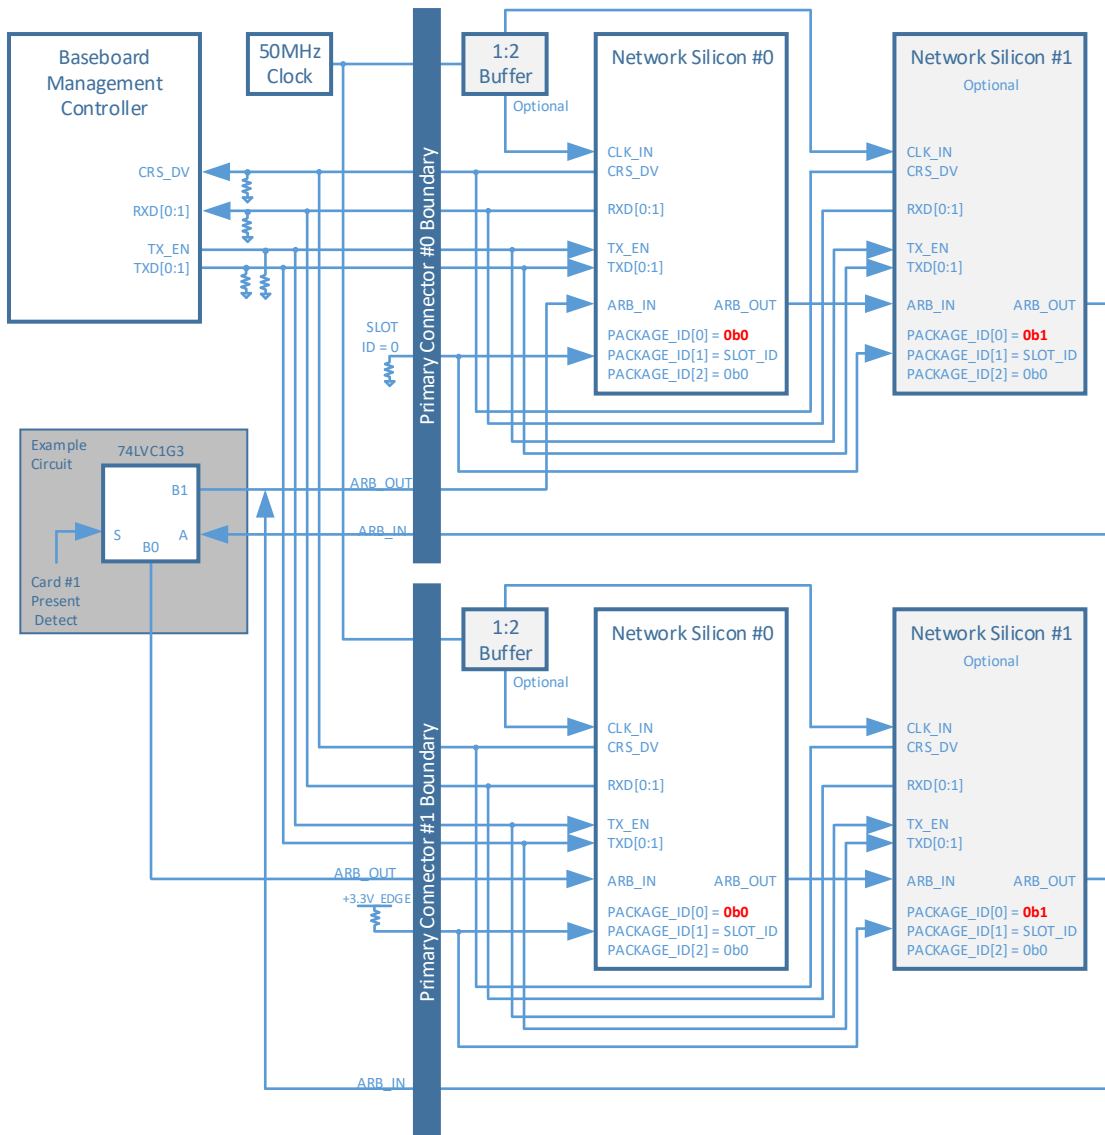 Baseboard
Management
Controller
CRS_DV
RXD[0:1]
TX_EN
TXD[0:1]
50MHz
Clock
SLOT
ID = 0
Primary Connector #0 Boundary
1:2
Buffer
Optional
Network Silicon #0
CLK_IN
CRS_DV
RXD[0:1]
TX_EN
TXD[0:1]
ARB_IN ARB_OUT
PACKAGE_ID[0] = 0b0
PACKAGE_ID[1] = SLOT_ID
PACKAGE_ID[2] = 0b0
Network Silicon #1
Optional
CLK_IN
CRS_DV
RXD[0:1]
TX_EN
TXD[0:1]
ARB_IN ARB_OUT
PACKAGE_ID[0] = 0b1
PACKAGE_ID[1] = SLOT_ID
PACKAGE_ID[2] = 0b0
Example
Circuit
74LVC1G3
B1
S A
B0
Card #1
Present
Detect
ARB_OUT
ARB_IN
Primary Connector #1 Boundary
1:2
Buffer
Optional
Network Silicon #0
CLK_IN
CRS_DV
RXD[0:1]
TX_EN
TXD[0:1]
ARB_IN ARB_OUT
PACKAGE_ID[0] = 0b0
PACKAGE_ID[1] = SLOT_ID
PACKAGE_ID[2] = 0b0
Network Silicon #1
Optional
CLK_IN
CRS_DV
RXD[0:1]
TX_EN
TXD[0:1]
ARB_IN ARB_OUT
PACKAGE_ID[0] = 0b1
PACKAGE_ID[1] = SLOT_ID
PACKAGE_ID[2] = 0b0
ARB_OUT
+3.3V_EDGE
ARB_IN